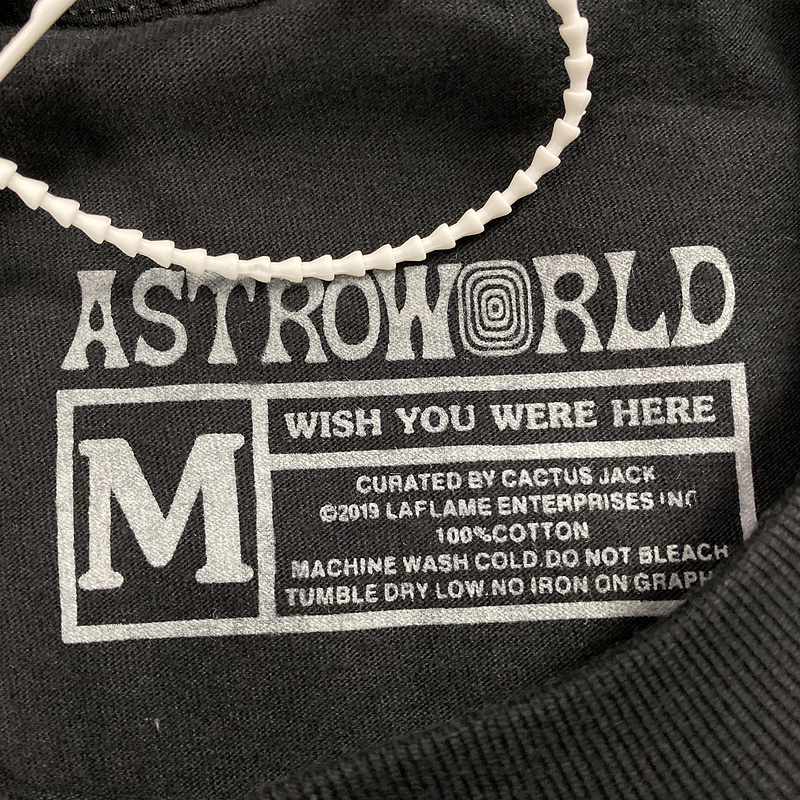 ASTROWORLD
M
WISH YOU WERE HERE
CURATED BY CACTUS JACK
©2019 LAFLAME ENTERPRISES INC
100%COTTON
MACHINE WASH COLD.DO NOT BLEACH
TUMBLE DRY LOW.NO IRON ON